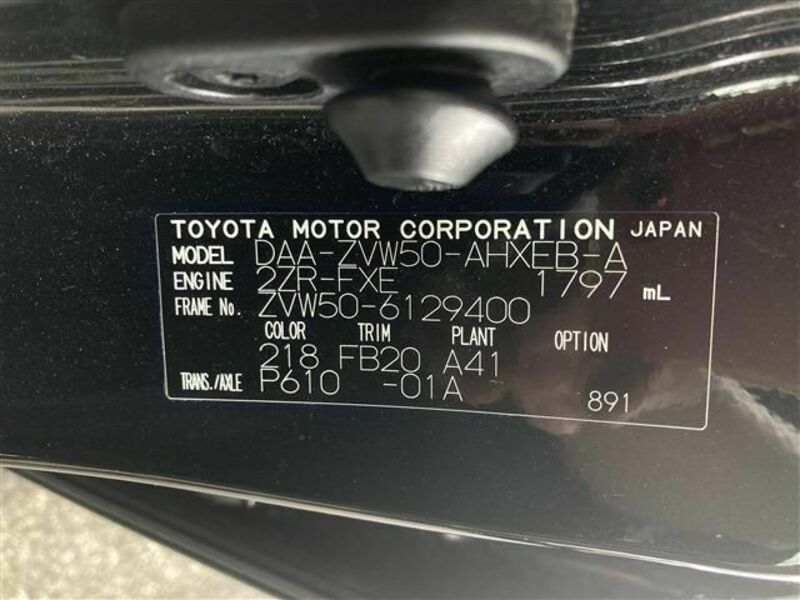 TOYOTA MOTOR CORPORATION JAPAN
MODEL DAA-ZVW50-AHXEB-A
ENGINE 2ZR-FXE 1797 mL
FRAME No. ZVW50-6129400
COLOR TRIM PLANT OPTION
218 FB20 A41
TRANS./AXLE P610 -01A 891